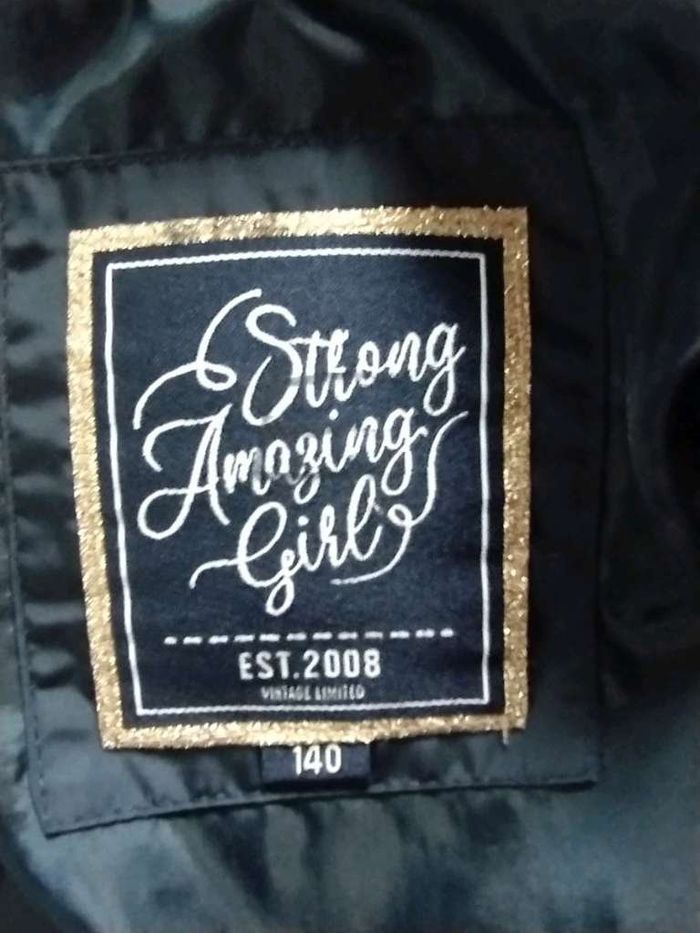 Strong
Amazing
Girl
EST.2008
VINTAGE LIMITED
140